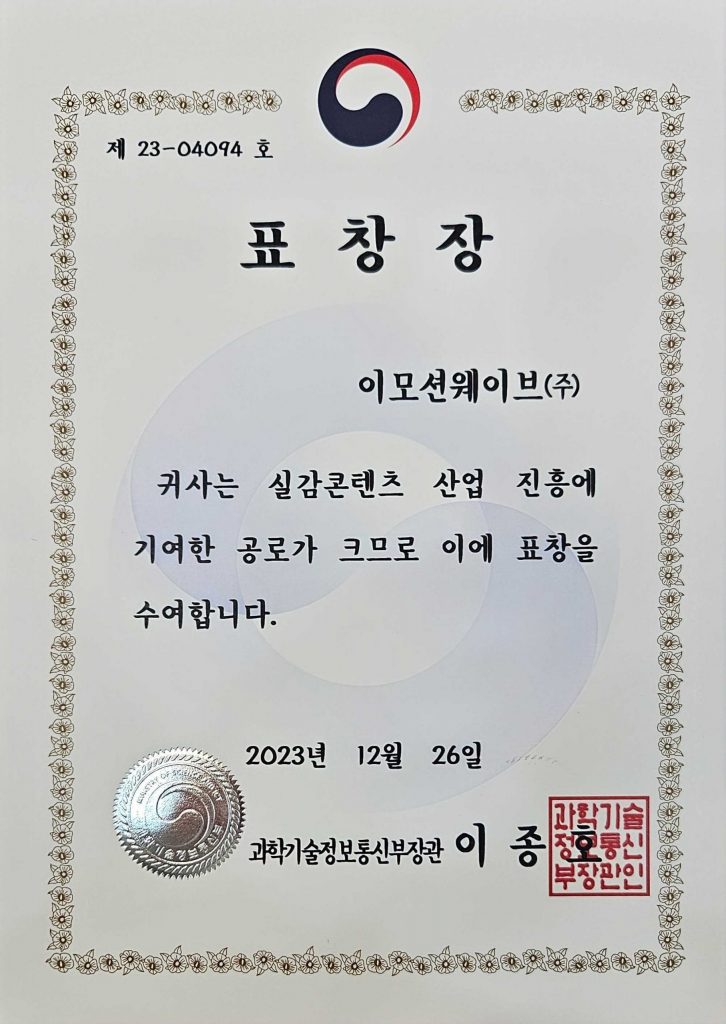 제 23-04094 호
표 창 장
이모션웨이브(주)
귀사는 실감콘텐츠 산업 진흥에
기여한 공로가 크므로 이에 표창을
수여합니다.
2023년 12월 26일
MINISTRY OF SCIENCE
과학기술정보통신부장관 이 종 호
과학기술
정보통신
부장관인